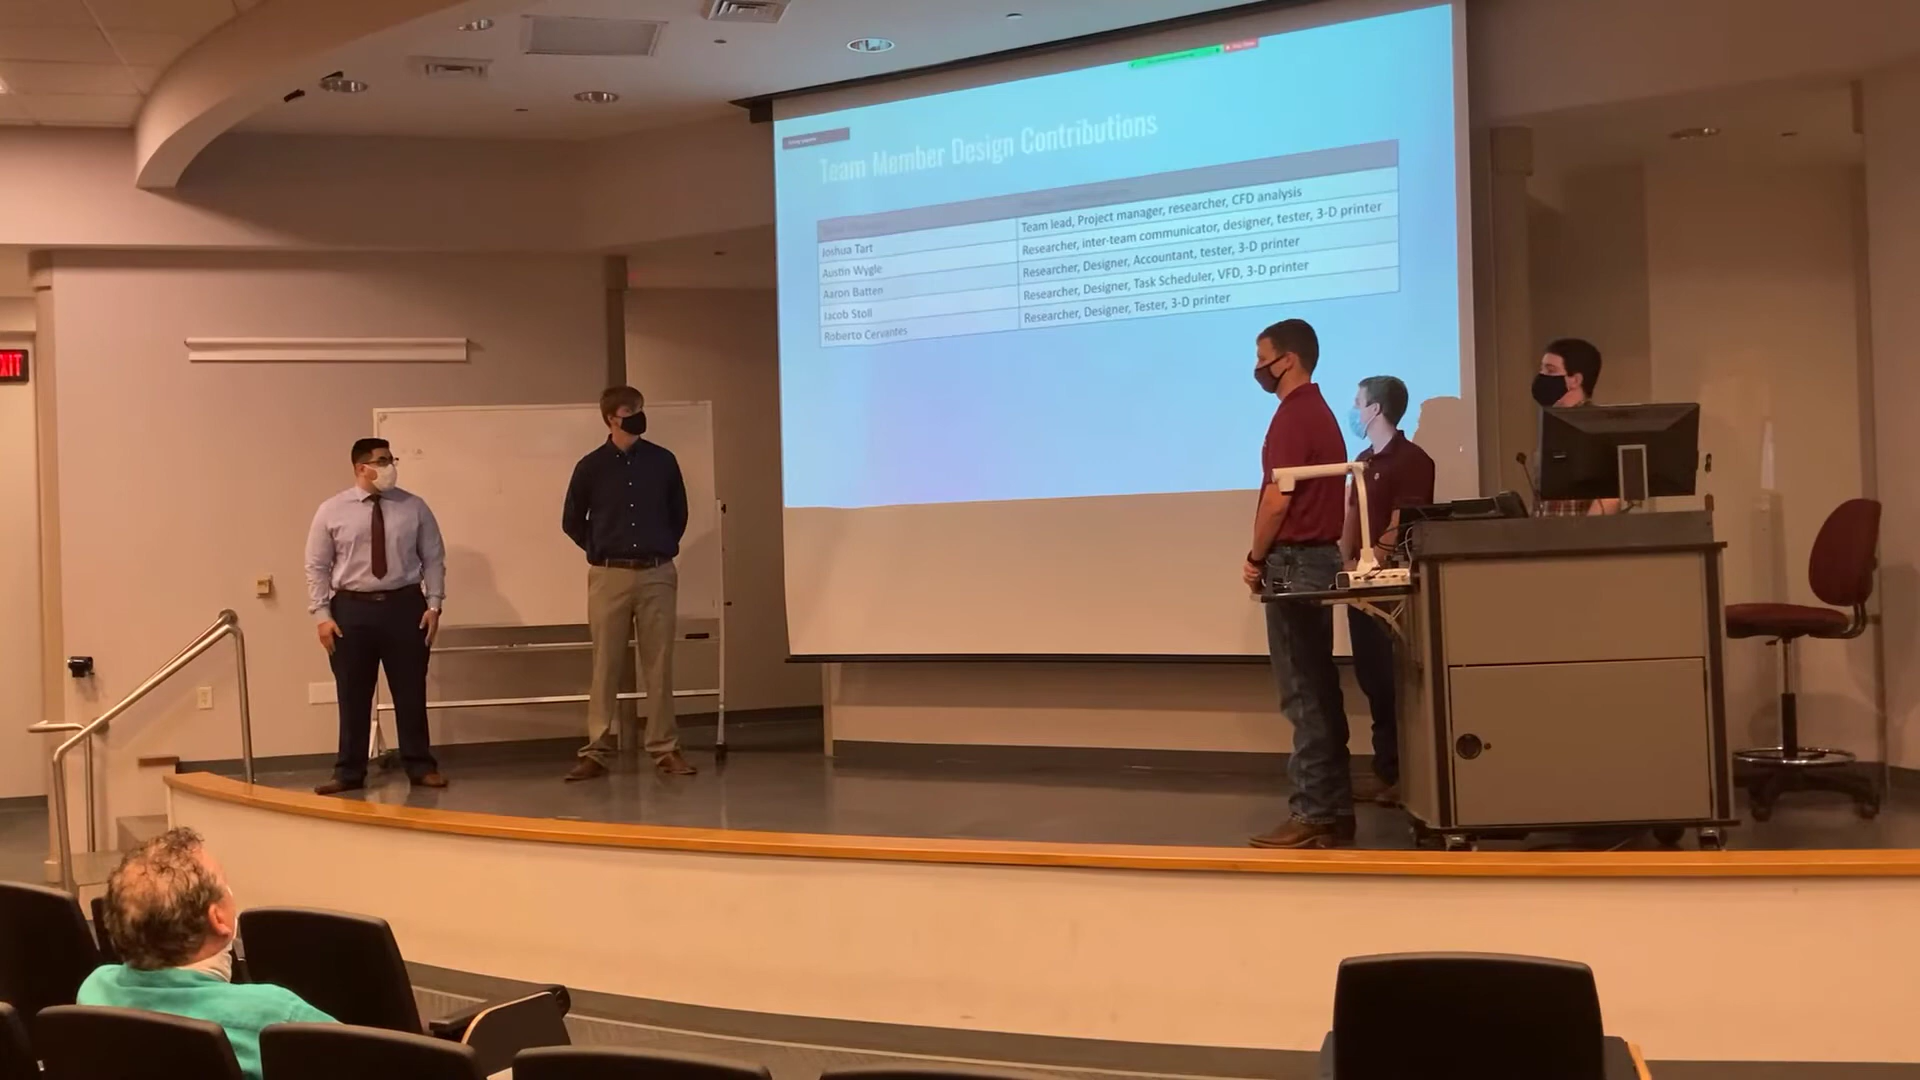 Team Member Design Contributions
Joshua Tart
Team lead, Project manager, researcher, CFD analysis
Austin Wygle
Researcher, inter-team communicator, designer, tester, 3-D printer
Aaron Batten
Researcher, Designer, Accountant, tester, 3-D printer
Jacob Stoll
Researcher, Designer, Task Scheduler, VFD, 3-D printer
Roberto Cervantes
Researcher, Designer, Tester, 3-D printer
EXIT